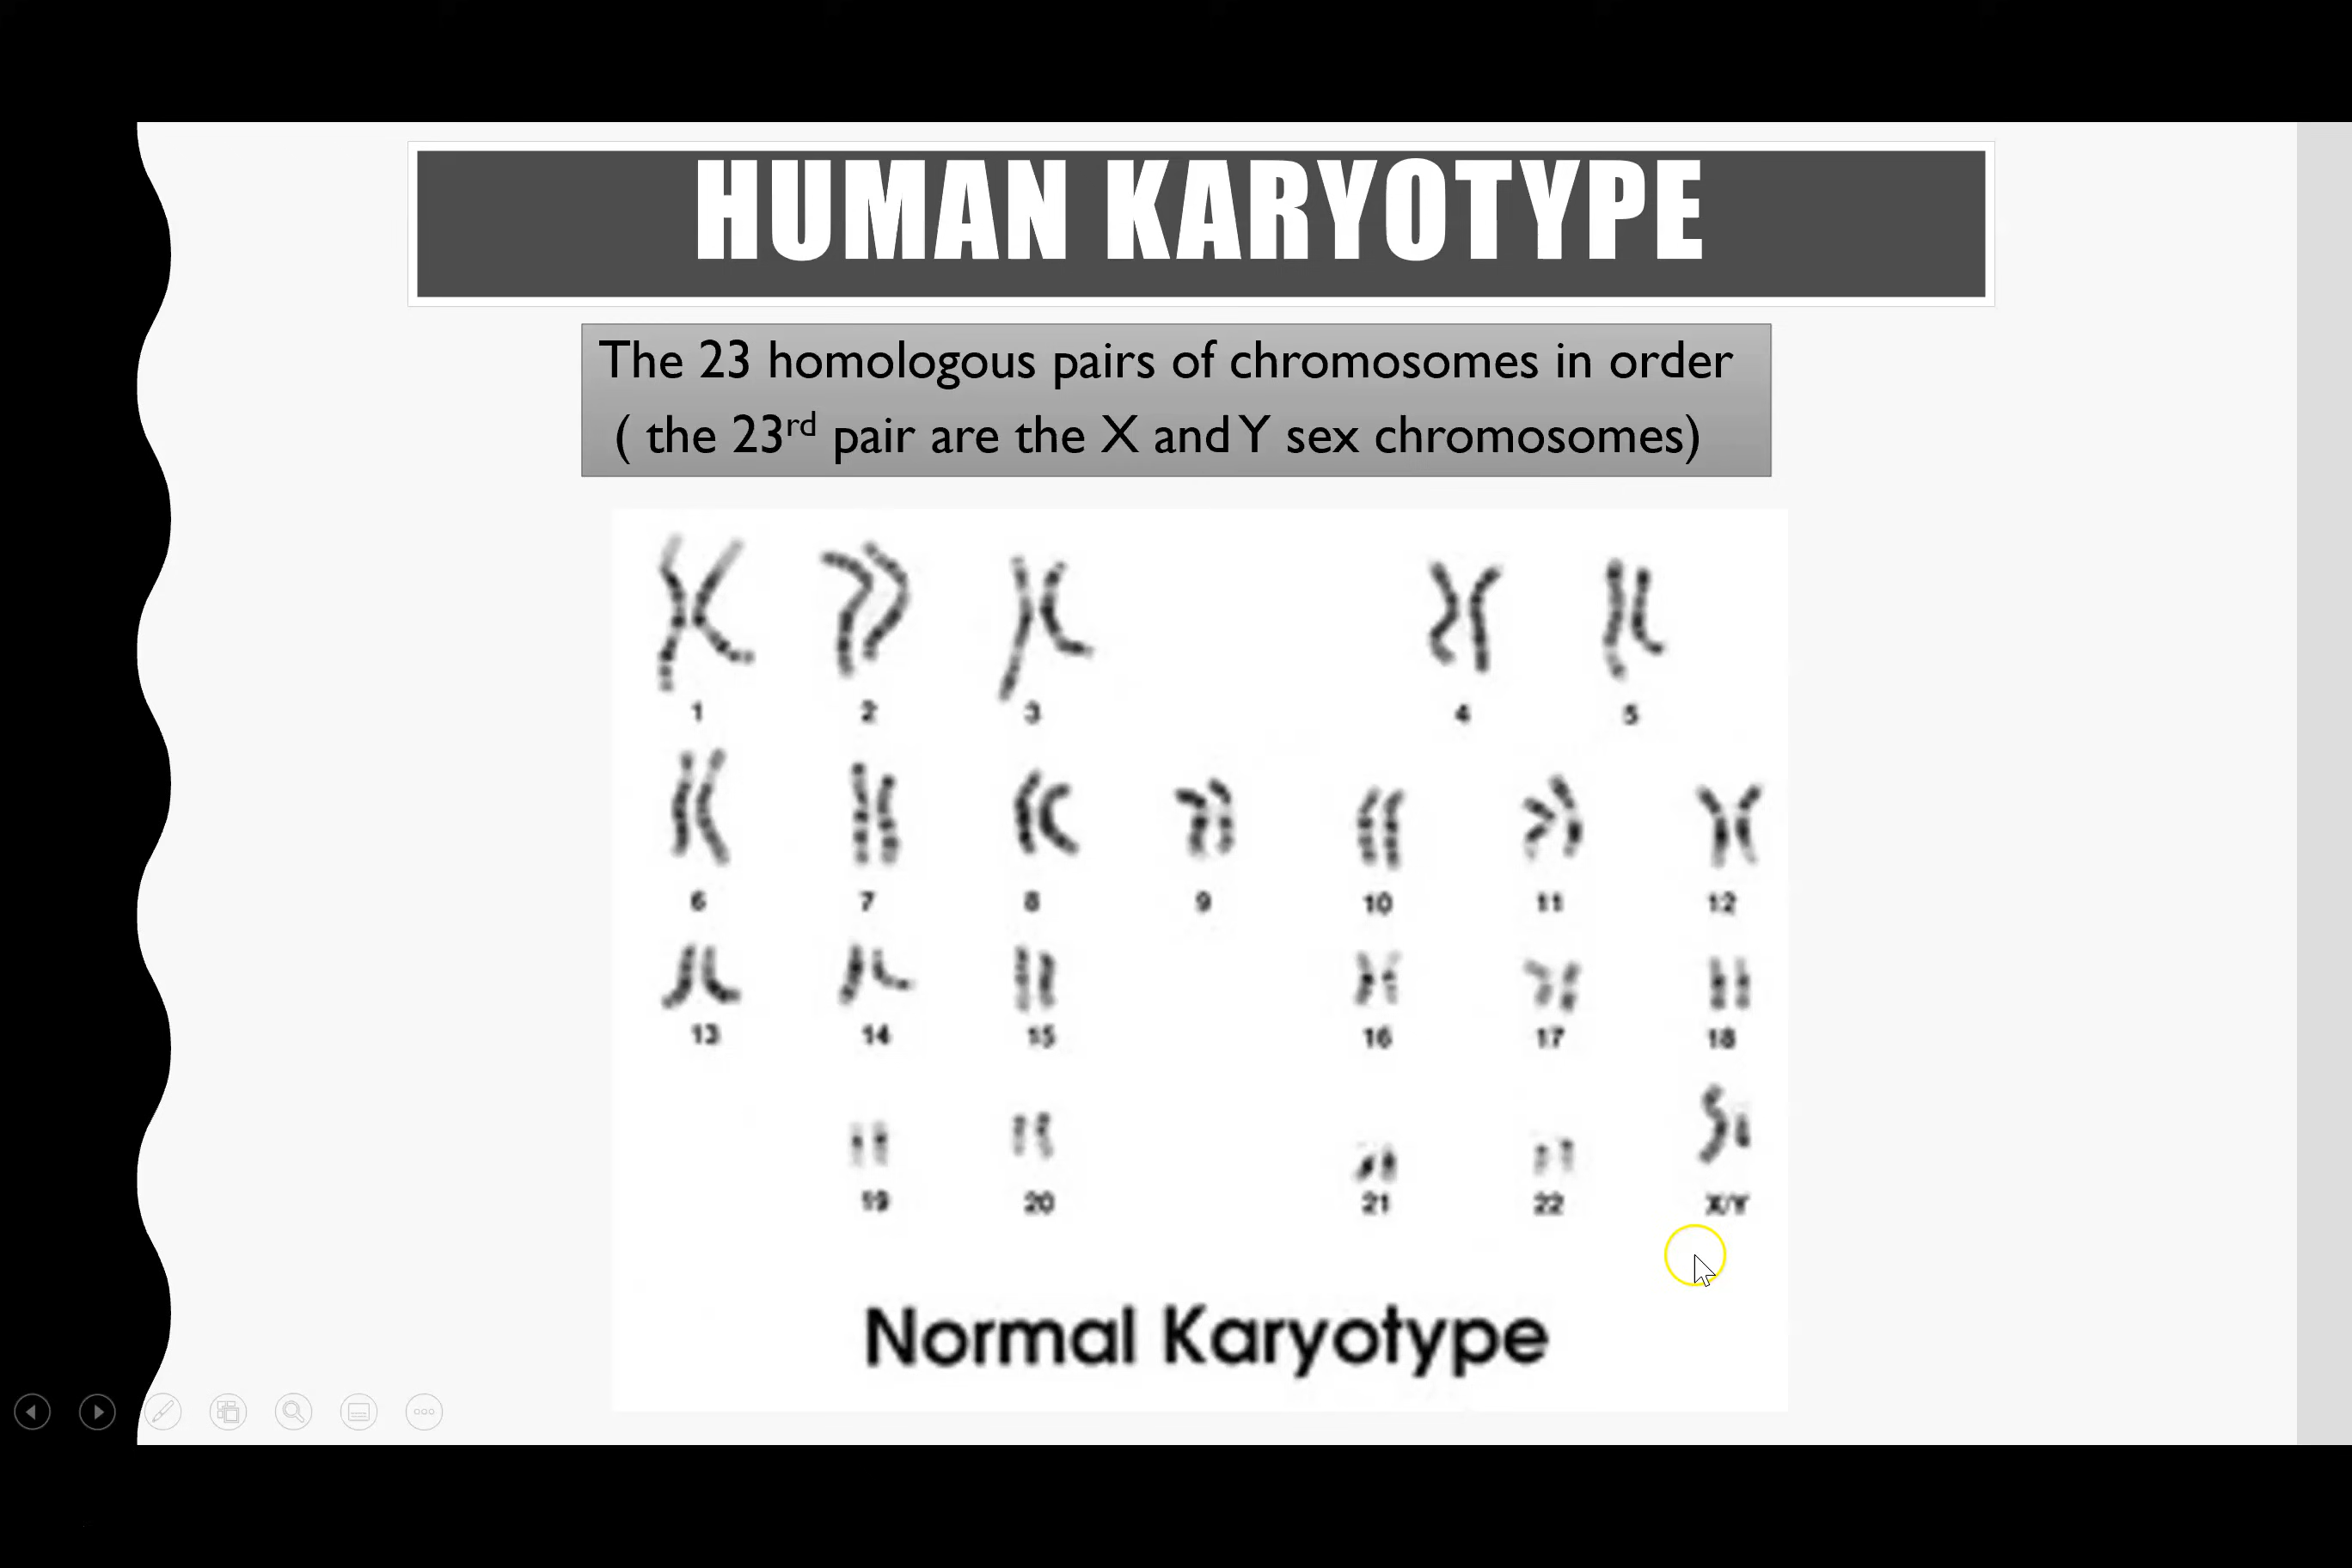 HUMAN KARYOTYPE
The 23 homologous pairs of chromosomes in order
( the 23rd pair are the X and Y sex chromosomes)
1 2 3 4 5
6 7 8 9 10 11 12
13 14 15 16 17 18
19 20 21 22 X/Y
Normal Karyotype